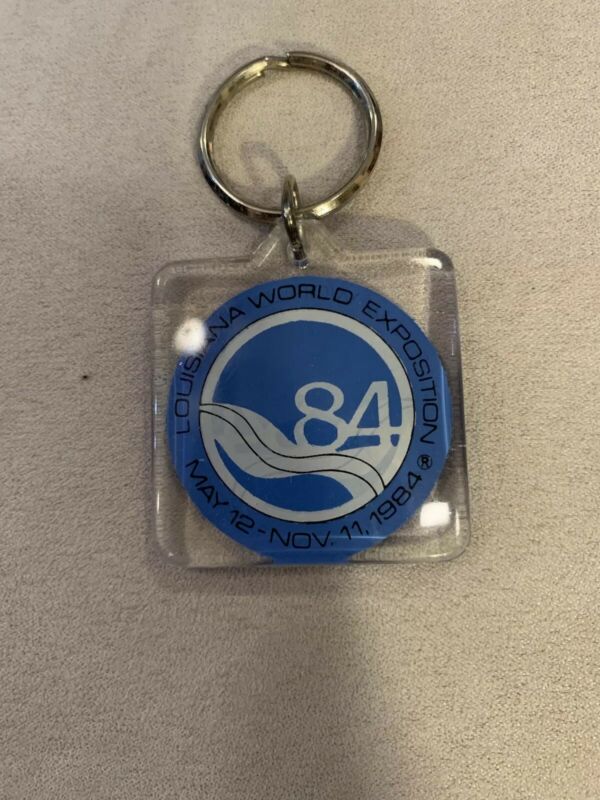 LOUISIANA WORLD EXPOSITION
84
MAY 12 - NOV. 11, 1984 ®